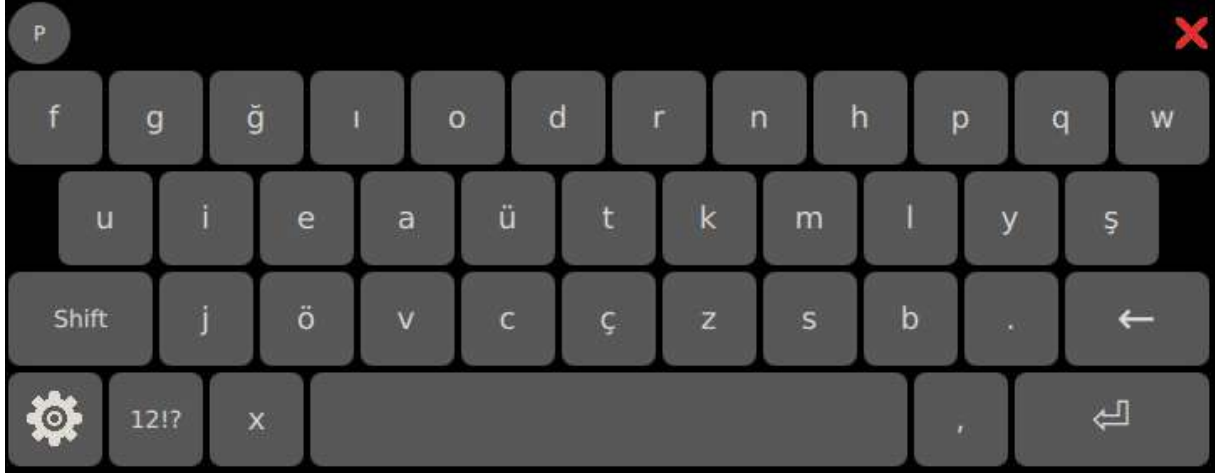 P
f g ğ ı o d r n h p q w
u i e a ü t k m l y ş
Shift j ö v c ç z s b . ←
12!? x , ⏎